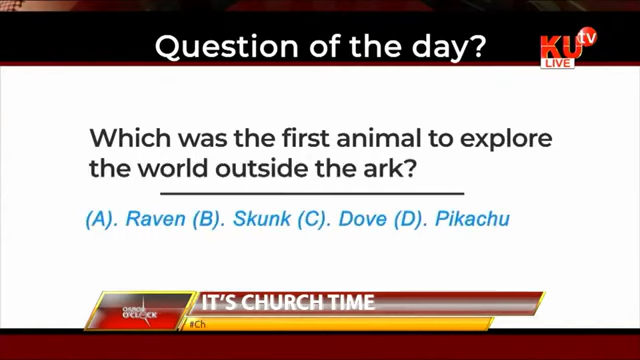 Question of the day?
KU tv
LIVE
Which was the first animal to explore
the world outside the ark?
(A). Raven (B). Skunk (C). Dove (D). Pikachu
IT'S CHURCH TIME
O'CLOCK
#Ch